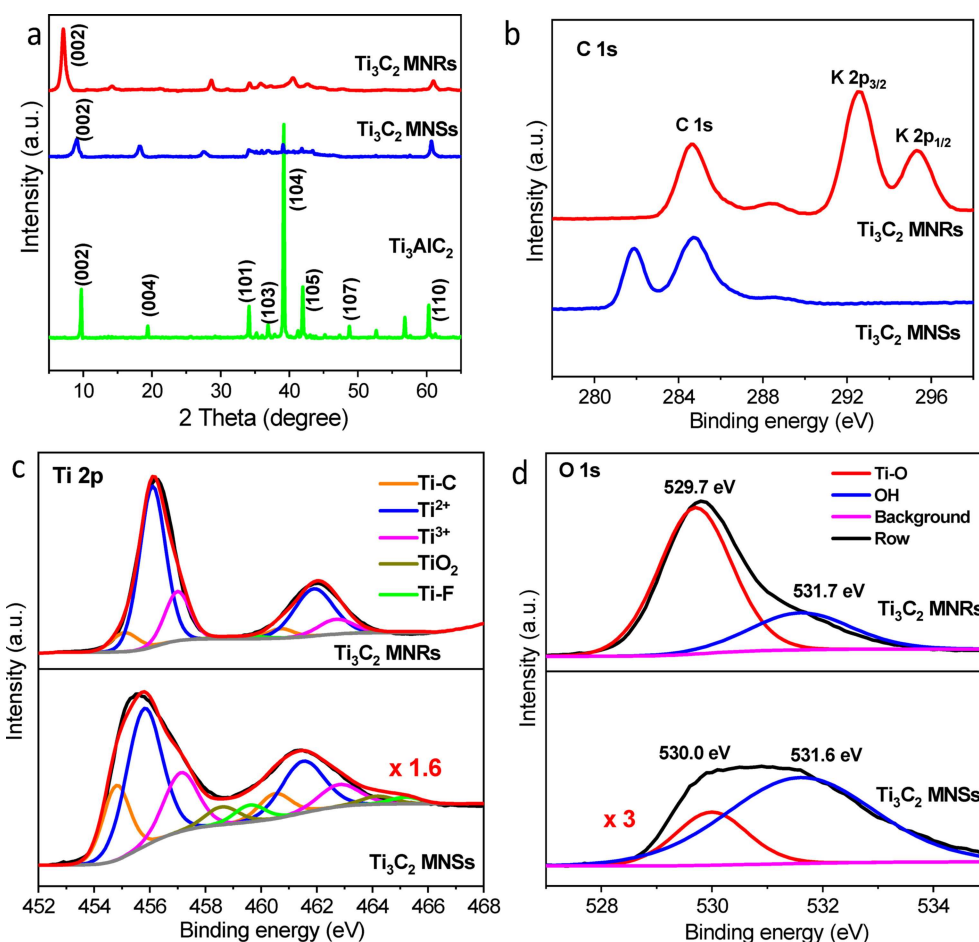 a
Intensity (a.u.)
(002)
Ti₃C₂ MNRs
(002)
Ti₃C₂ MNSs
Ti₃AlC₂
(002)
(004)
(101)
(103)
(104)
(105)
(107)
(110)
10 20 30 40 50 60
2 Theta (degree)
b
C 1s
Intensity (a.u.)
C 1s
K 2p₃/₂
K 2p₁/₂
Ti₃C₂ MNRs
Ti₃C₂ MNSs
280 284 288 292 296
Binding energy (eV)
c
Ti 2p
Intensity (a.u.)
Ti-C
Ti²⁺
Ti³⁺
TiO₂
Ti-F
Ti₃C₂ MNRs
x 1.6
Ti₃C₂ MNSs
452 454 456 458 460 462 464 466 468
Binding energy (eV)
d
O 1s
Intensity (a.u.)
529.7 eV
Ti-O
OH
Background
Row
531.7 eV
Ti₃C₂ MNRs
530.0 eV
531.6 eV
Ti₃C₂ MNSs
x 3
528 530 532 534
Binding energy (eV)